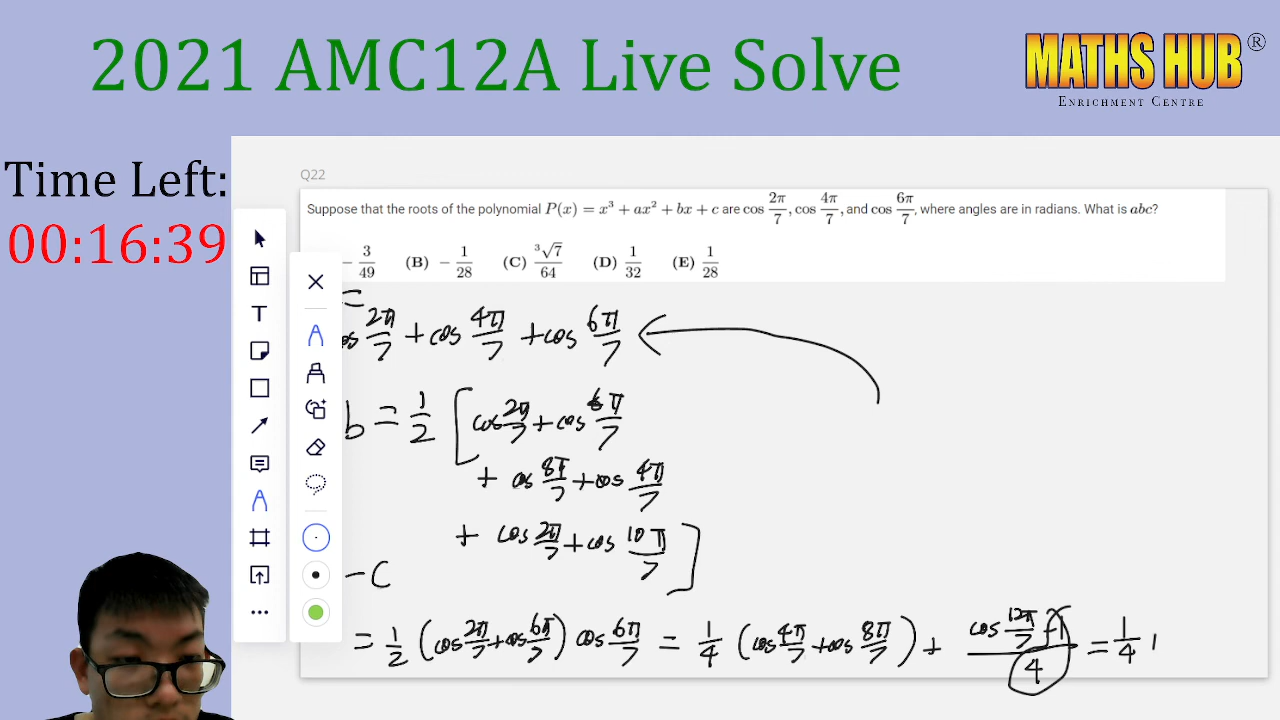 2021 AMC12A Live Solve
MATHS HUB®
ENRICHMENT CENTRE
Time Left:
00:16:39
Q22
Suppose that the roots of the polynomial P(x) = x³ + ax² + bx + c are cos 2π/7, cos 4π/7, and cos 6π/7, where angles are in radians. What is abc?
− 3/49 (B) − 1/28 (C) ³√7/64 (D) 1/32 (E) 1/28
=
os 2π/7 + cos 4π/7 + cos 6π/7
b = 1/2 [cos 2π/7 + cos 6π/7
+ cos 8π/7 + cos 4π/7
+ cos 2π/7 + cos 10π/7]
− C
= 1/2 (cos 2π/7 + cos 6π/7) cos 6π/7 = 1/4 (cos 4π/7 + cos 8π/7) + (cos 12π/7 + 1)/4 = 1/4
T